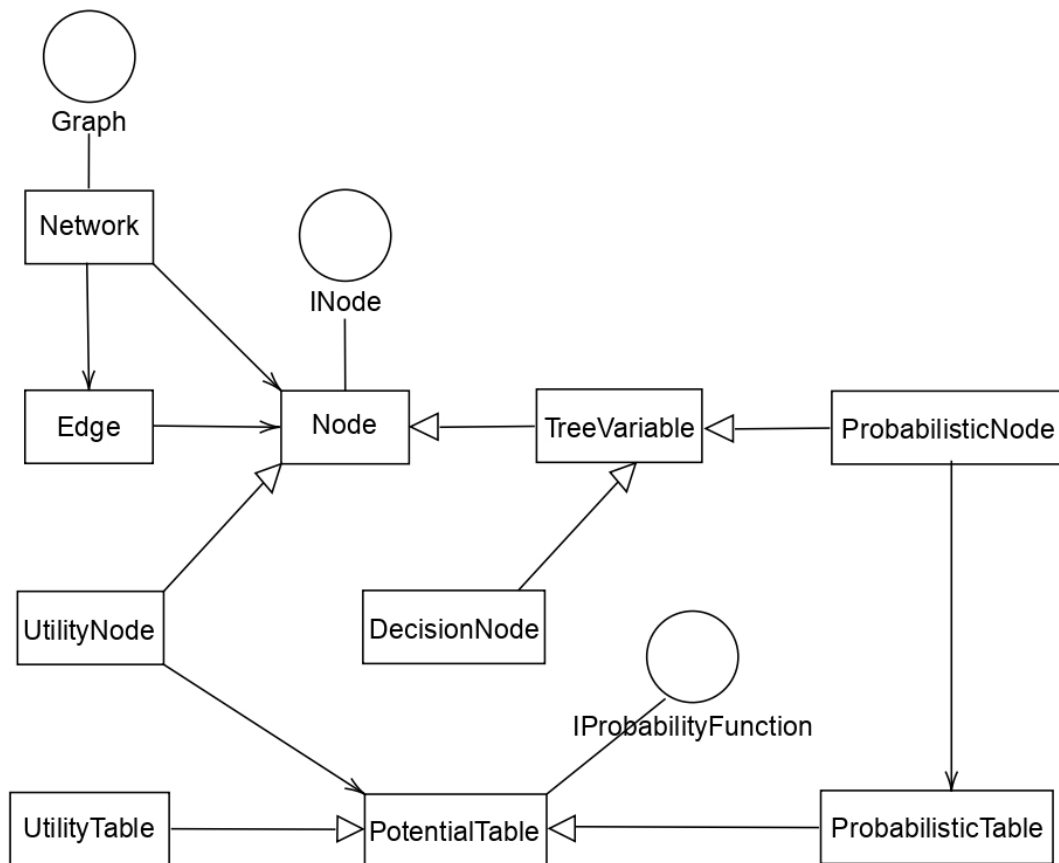 Graph
Network
INode
Edge
Node
TreeVariable
ProbabilisticNode
UtilityNode
DecisionNode
IProbabilityFunction
UtilityTable
PotentialTable
ProbabilisticTable